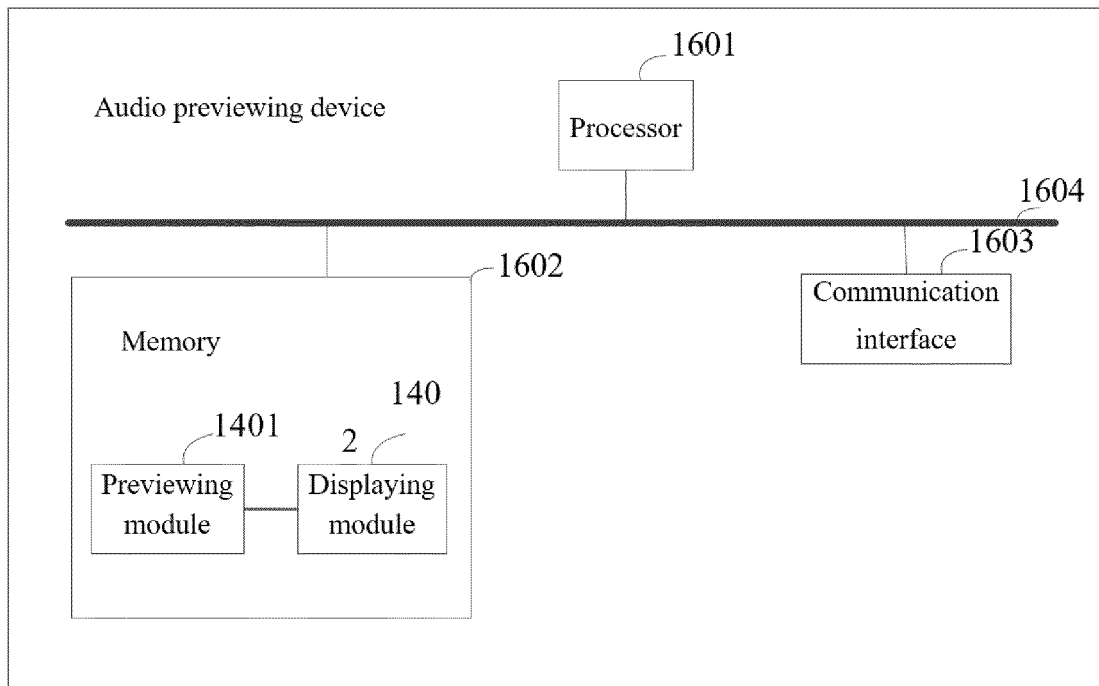 1601
Audio previewing device
Processor
1604
1603
1602
Communication
interface
Memory
140
1401
2
Previewing
module
Displaying
module